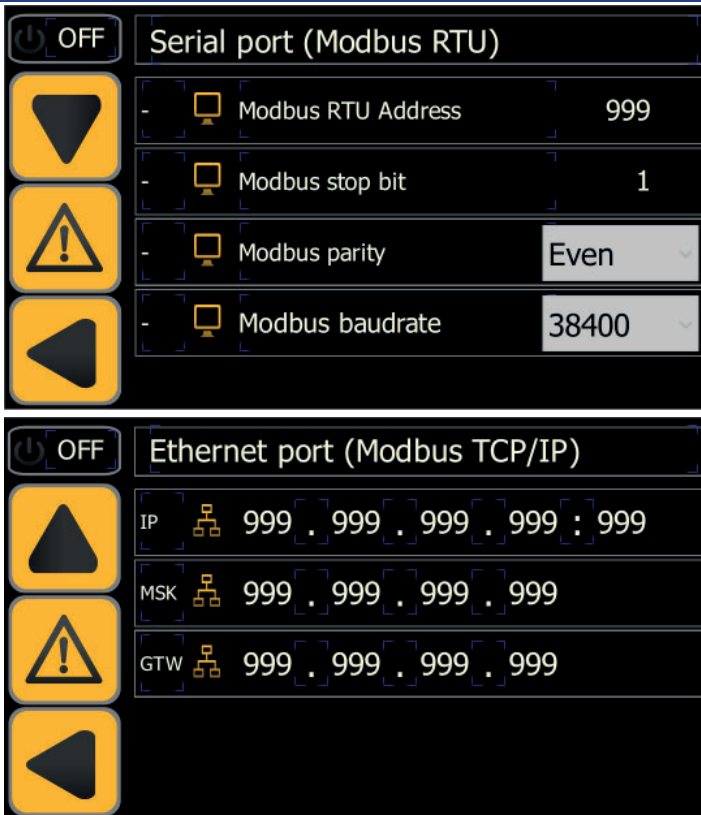 OFF Serial port (Modbus RTU)
- Modbus RTU Address 999
- Modbus stop bit 1
- Modbus parity Even
- Modbus baudrate 38400
OFF Ethernet port (Modbus TCP/IP)
IP 999 . 999 . 999 . 999 : 999
MSK 999 . 999 . 999 . 999
GTW 999 . 999 . 999 . 999